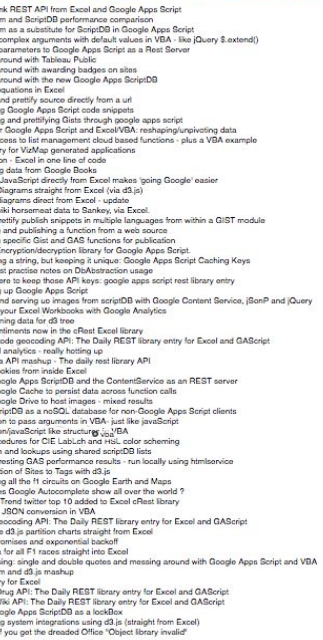 nk REST API from Excel and Google Apps Script
m and ScriptDB performance comparison
m as a substitute for ScriptDB in Google Apps Script
complex arguments with default values in VBA - like jQuery $.extend()
parameters to Google Apps Script as a Rest Server
around with Tableau Public
around with awarding badges on sites
around with the new Google Apps ScriptDB
equations in Excel
and prettify source directly from a url
g Google Apps Script code snippets
g and prettifying Gists through google apps script
r Google Apps Script and Excel/VBA: reshaping/unpivoting data
ccess to list management cloud based functions - plus a VBA example
ry for VizMap generated applications
on - Excel in one line of code
g data from Google Books
JavaScript directly from Excel makes 'going Google' easier
Diagrams straight from Excel (via d3.js)
diagrams direct from Excel - update
iki horsemeat data to Sankey, via Excel.
rettify publish snippets in multiple languages from within a GIST module
g and publishing a function from a web source
g specific Gist and GAS functions for publication
Encryption/decryption library for Google Apps Script.
ng a string, but keeping it unique: Google Apps Script Caching Keys
st practise notes on DbAbstraction usage
ere to keep those API keys: google apps script rest library entry
g up Google Apps Script
and serving uo images from scriptDB with Google Content Service, jSonP and jQuery
your Excel Workbooks with Google Analytics
ning data for d3 tree
ntiments now in the cRest Excel library
code geocoding API: The Daily REST library entry for Excel and GAScript
l analytics - really hotting up
a API mashup - The daily rest library API
ookies from inside Excel
ogle Apps ScriptDB and the ContentService as an REST server
ogle Cache to persist data across function calls
ogle Drive to host images - mixed results
riptDB as a noSQL database for non-Google Apps Script clients
on to pass arguments in VBA- just like javaScript
on/javaScript like structures VBA
cedures for CIE LabLch and HSL color scheming
n and lookups using shared scriptDB lists
resting GAS performance results - run locally using htmlservice
tion of Sites to Tags with d3.js
ng all the f1 circuits on Google Earth and Maps
es Google Autocomplete show all over the world ?
Trend twitter top 10 added to Excel cRest library
JSON conversion in VBA
eocoding API: The Daily REST library entry for Excel and GAScript
e d3.js partition charts straight from Excel
omises and exponential backoff
s for all F1 races straight into Excel
sing: single and double quotes and messing around with Google Apps Script and VBA
m and d3.js mashup
ry for Excel
Drug API: The Daily REST library entry for Excel and GAScript
Wiki API: The Daily REST library entry for Excel and GAScript
ogle Apps ScriptDB as a lockBox
ng system integrations using d3.js (straight from Excel)
f you get the dreaded Office "Object library invalid"